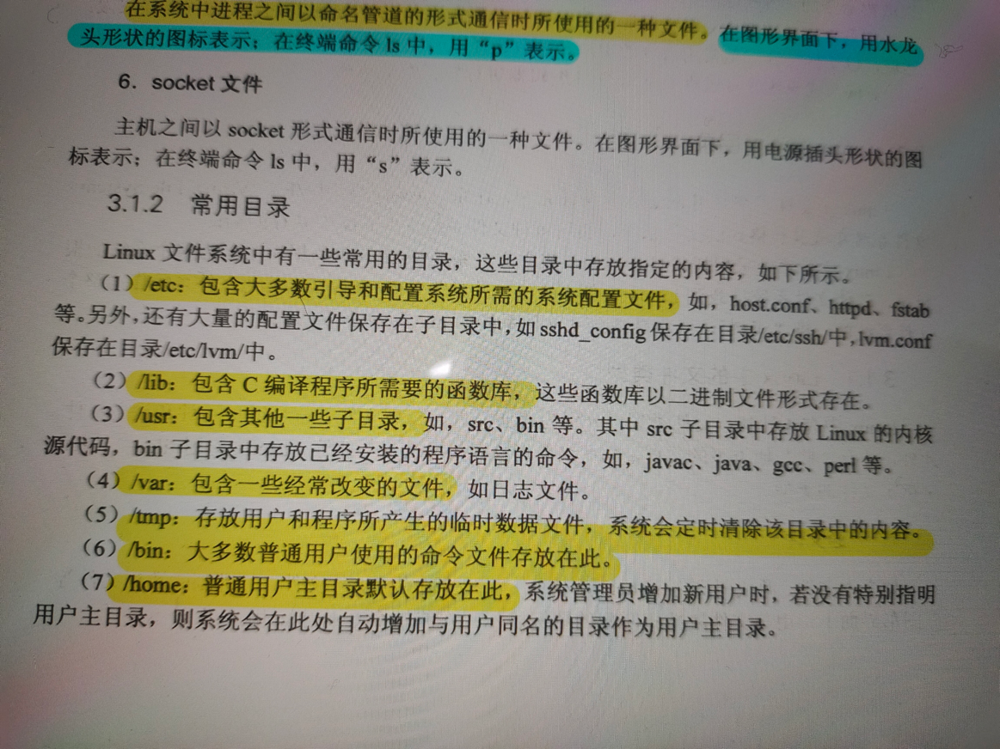 在系统中进程之间以命名管道的形式通信时所使用的一种文件。在图形界面下，用水龙
头形状的图标表示；在终端命令 ls 中，用“p”表示。
6．socket 文件
主机之间以 socket 形式通信时所使用的一种文件。在图形界面下，用电源插头形状的图
标表示；在终端命令 ls 中，用“s”表示。
3.1.2 常用目录
Linux 文件系统中有一些常用的目录，这些目录中存放指定的内容，如下所示。
（1）/etc：包含大多数引导和配置系统所需的系统配置文件，如，host.conf、httpd、fstab
等。另外，还有大量的配置文件保存在子目录中，如 sshd_config 保存在目录/etc/ssh/中，lvm.conf
保存在目录/etc/lvm/中。
（2）/lib：包含 C 编译程序所需要的函数库，这些函数库以二进制文件形式存在。
（3）/usr：包含其他一些子目录，如，src、bin 等。其中 src 子目录中存放 Linux 的内核
源代码，bin 子目录中存放已经安装的程序语言的命令，如，javac、java、gcc、perl 等。
（4）/var：包含一些经常改变的文件，如日志文件。
（5）/tmp：存放用户和程序所产生的临时数据文件，系统会定时清除该目录中的内容。
（6）/bin：大多数普通用户使用的命令文件存放在此。
（7）/home：普通用户主目录默认存放在此，系统管理员增加新用户时，若没有特别指明
用户主目录，则系统会在此处自动增加与用户同名的目录作为用户主目录。